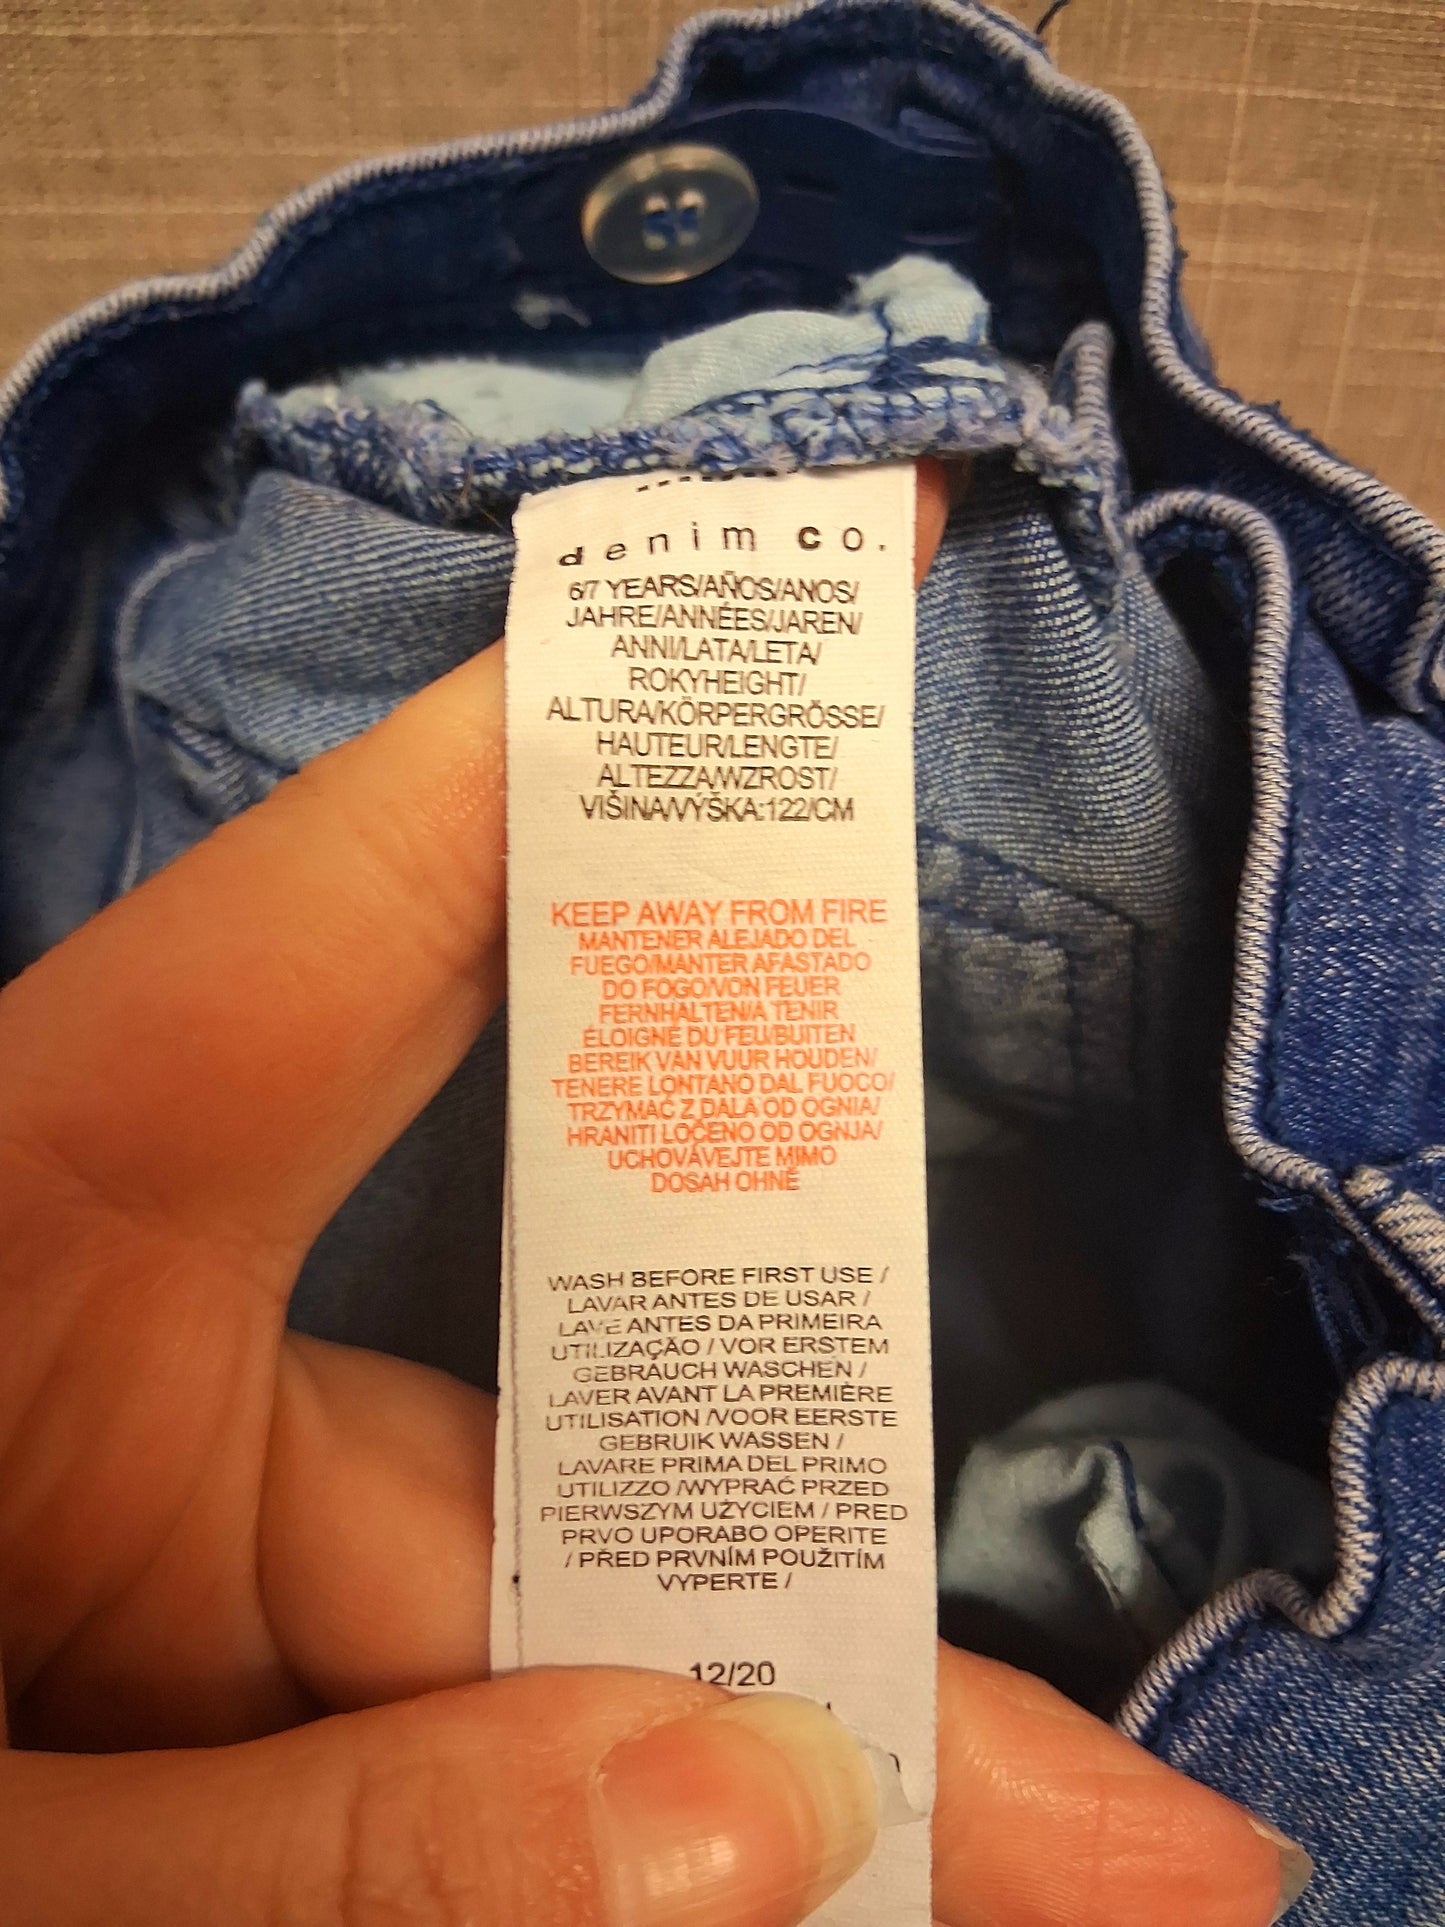 denim co.
6/7 YEARS/AÑOS/ANOS/
JAHRE/ANNÉES/JAREN/
ANNI/LATA/LETA/
ROKYHEIGHT/
ALTURA/KÖRPERGRÖSSE/
HAUTEUR/LENGTE/
ALTEZZA/WZROST/
VIŠINA/VÝŠKA:122/CM
KEEP AWAY FROM FIRE
MANTENER ALEJADO DEL
FUEGO/MANTER AFASTADO
DO FOGO/VON FEUER
FERNHALTEN/A TENIR
ÉLOIGNÉ DU FEU/BUITEN
BEREIK VAN VUUR HOUDEN/
TENERE LONTANO DAL FUOCO/
TRZYMAĆ Z DALA OD OGNIA/
HRANITI LOČENO OD OGNJA/
UCHOVÁVEJTE MIMO
DOSAH OHNĚ
WASH BEFORE FIRST USE /
LAVAR ANTES DE USAR /
LAVE ANTES DA PRIMEIRA
UTILIZAÇÃO / VOR ERSTEM
GEBRAUCH WASCHEN /
LAVER AVANT LA PREMIÈRE
UTILISATION /VOOR EERSTE
GEBRUIK WASSEN /
LAVARE PRIMA DEL PRIMO
UTILIZZO /WYPRAĆ PRZED
PIERWSZYM UŻYCIEM / PRED
PRVO UPORABO OPERITE
/ PŘED PRVNÍM POUŽITÍM
VYPERTE /
12/20